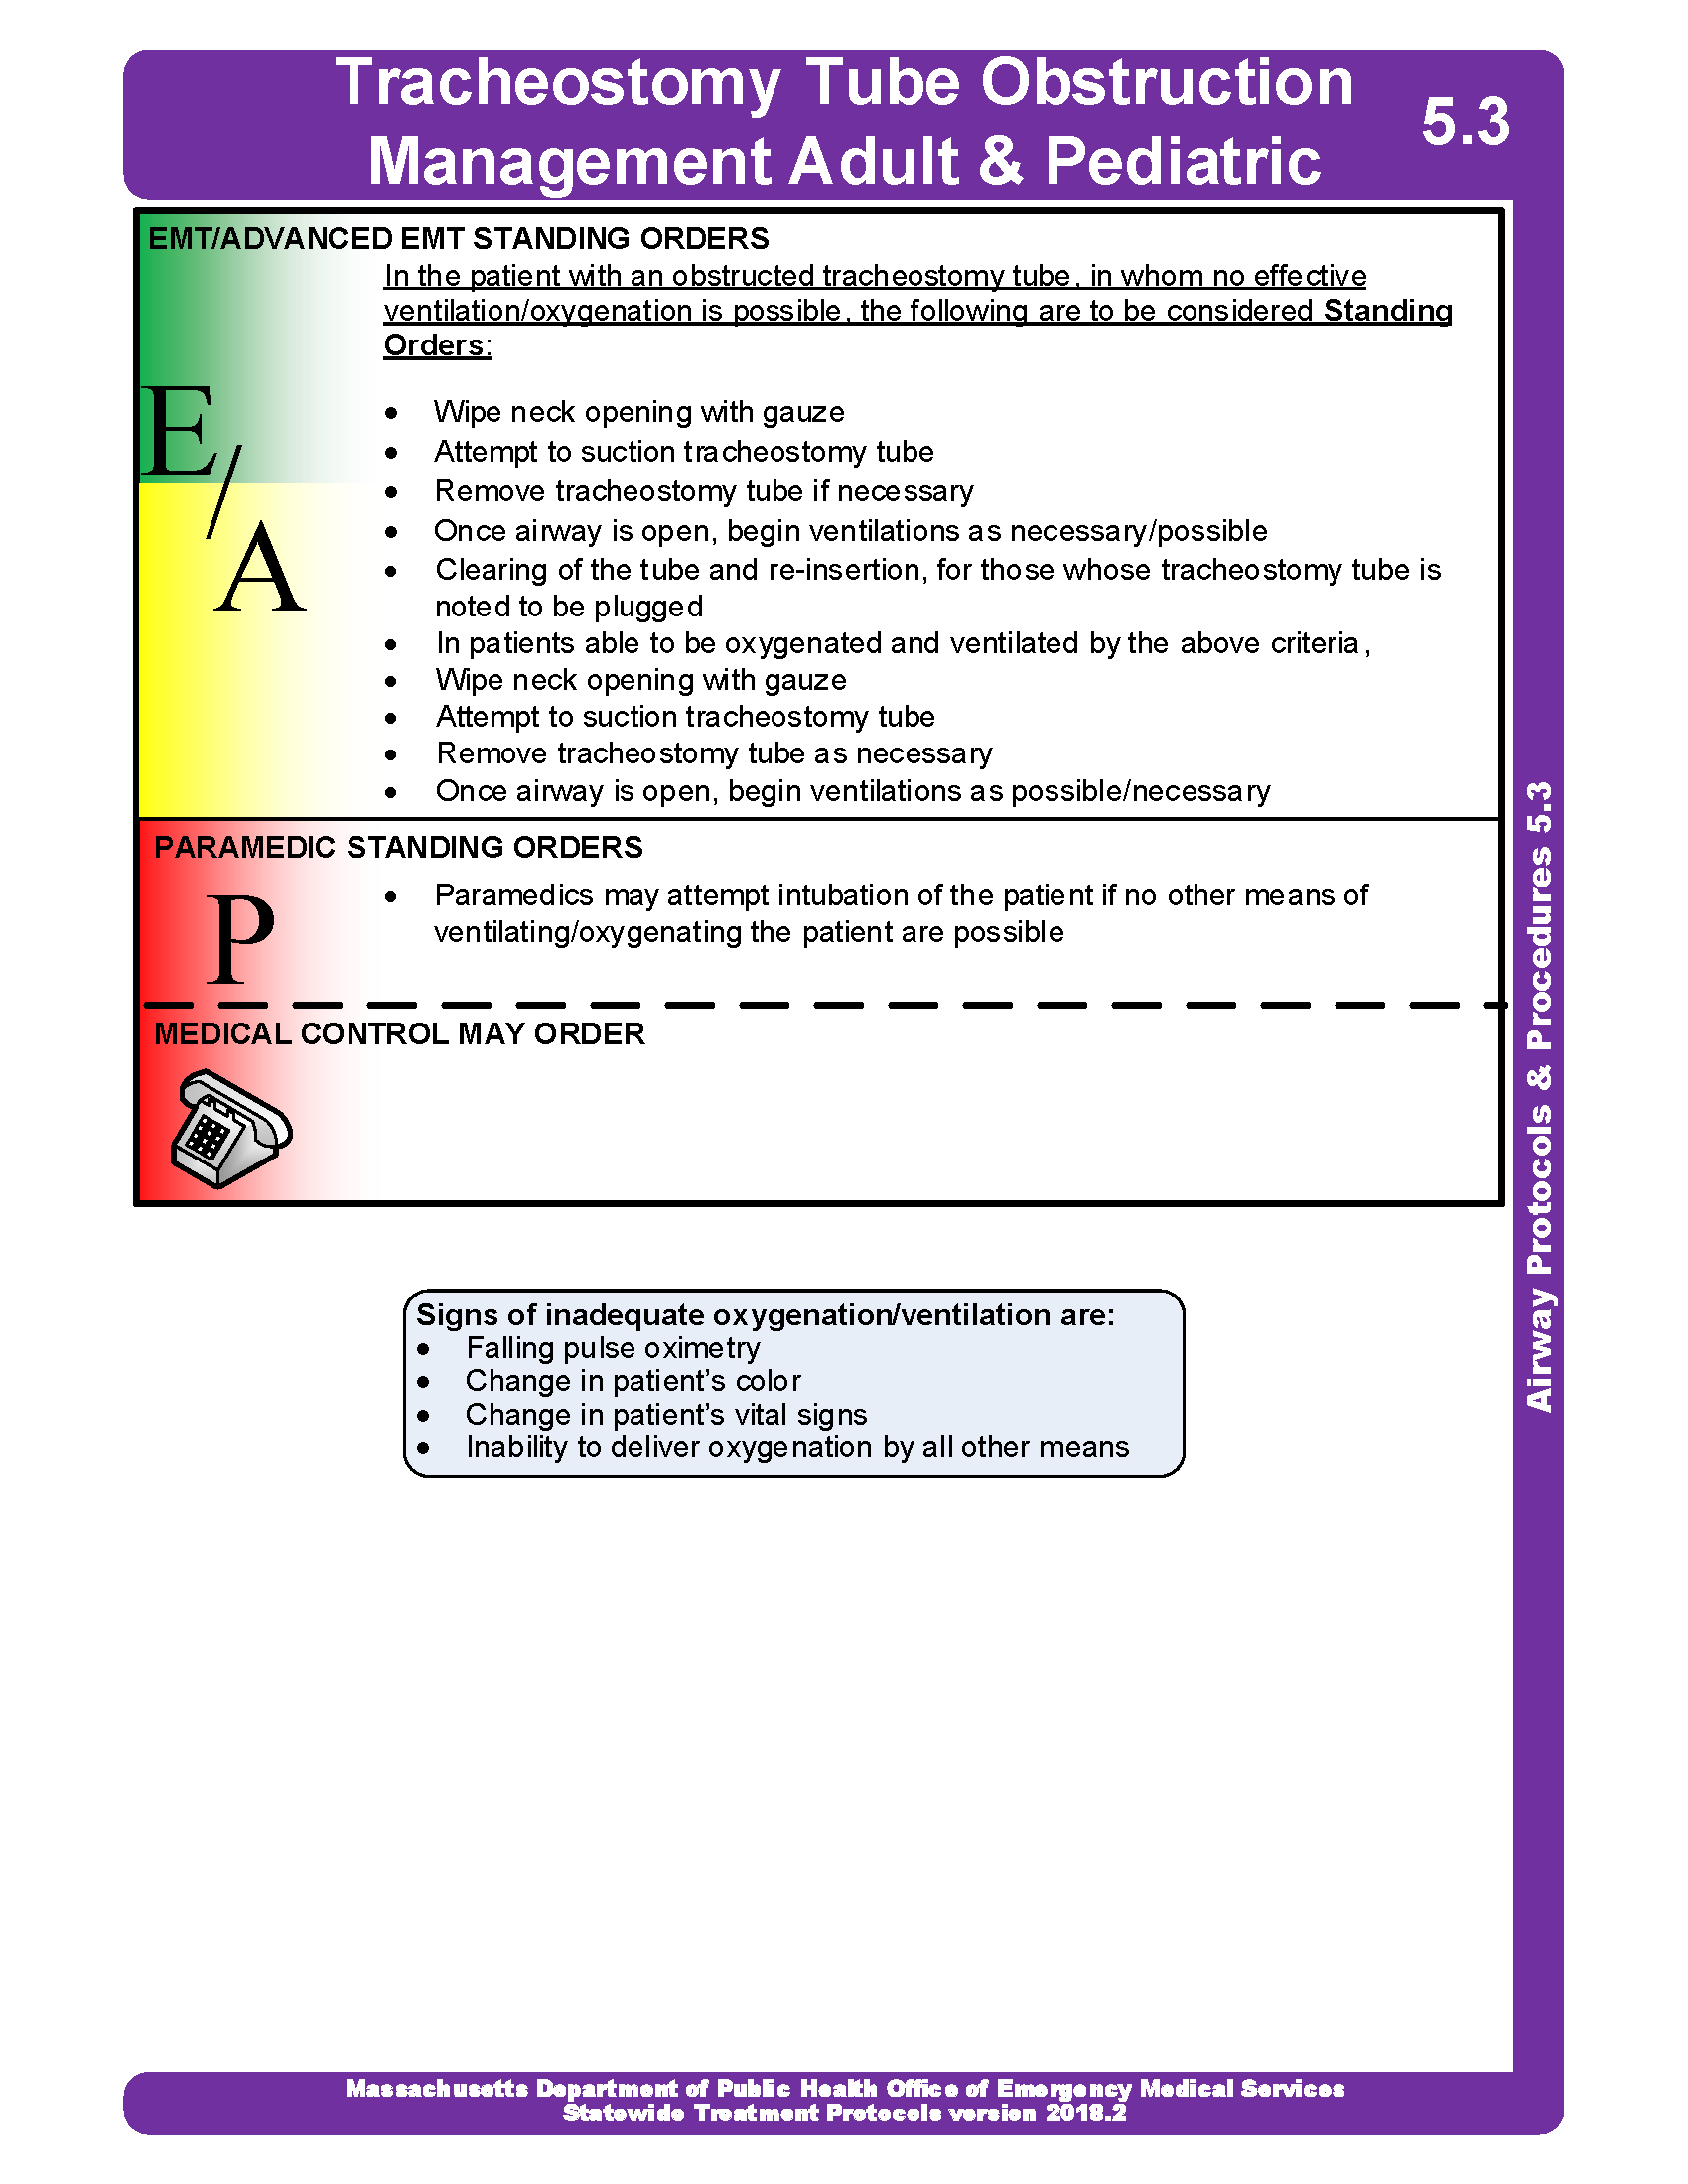 Tracheostomy Tube Obstruction
Management Adult & Pediatric
5.3
EMT/ADVANCED EMT STANDING ORDERS
In the patient with an obstructed tracheostomy tube, in whom no effective
ventilation/oxygenation is possible, the following are to be considered Standing
Orders:
E/A
• Wipe neck opening with gauze
• Attempt to suction tracheostomy tube
• Remove tracheostomy tube if necessary
• Once airway is open, begin ventilations as necessary/possible
• Clearing of the tube and re-insertion, for those whose tracheostomy tube is
noted to be plugged
• In patients able to be oxygenated and ventilated by the above criteria,
• Wipe neck opening with gauze
• Attempt to suction tracheostomy tube
• Remove tracheostomy tube as necessary
• Once airway is open, begin ventilations as possible/necessary
PARAMEDIC STANDING ORDERS
P
• Paramedics may attempt intubation of the patient if no other means of
ventilating/oxygenating the patient are possible
MEDICAL CONTROL MAY ORDER
Signs of inadequate oxygenation/ventilation are:
• Falling pulse oximetry
• Change in patient's color
• Change in patient's vital signs
• Inability to deliver oxygenation by all other means
Airway Protocols & Procedures 5.3
Massachusetts Department of Public Health Office of Emergency Medical Services
Statewide Treatment Protocols version 2018.2